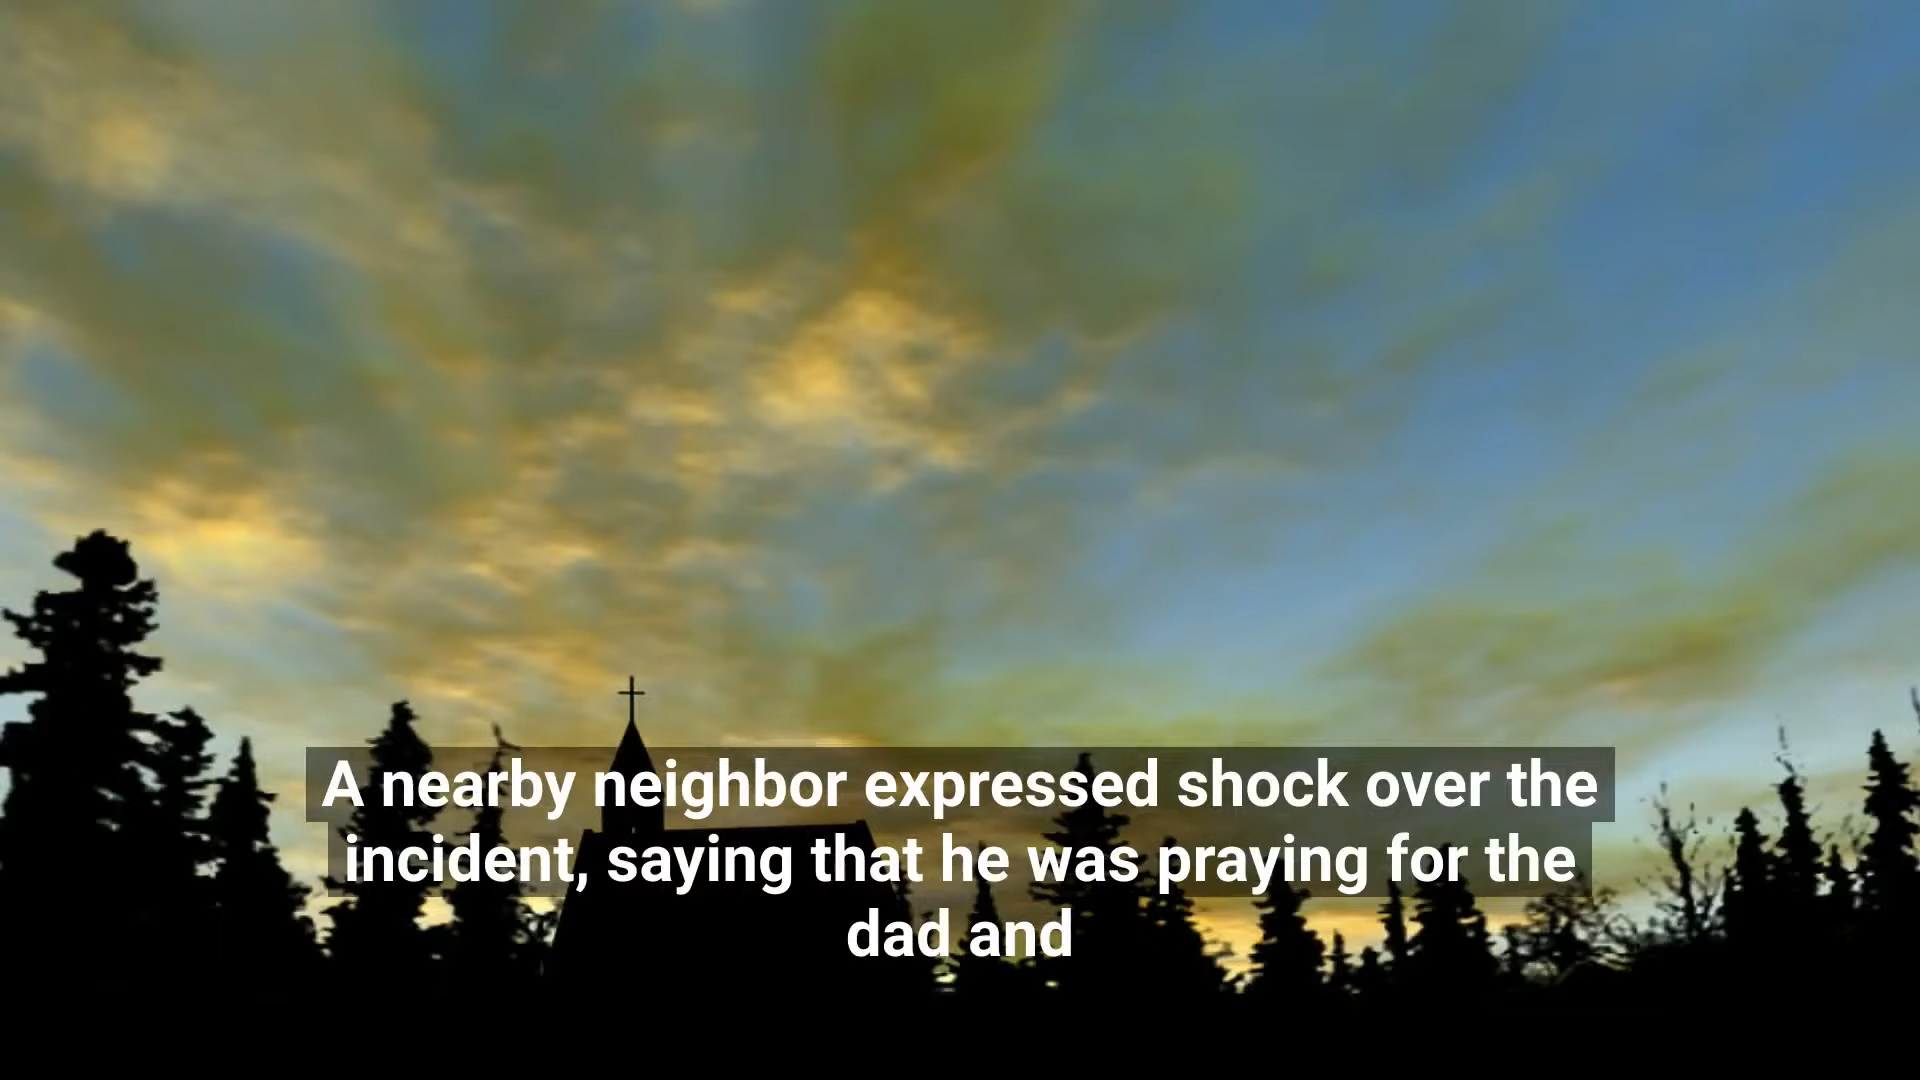 A nearby neighbor expressed shock over the
incident, saying that he was praying for the
dad and